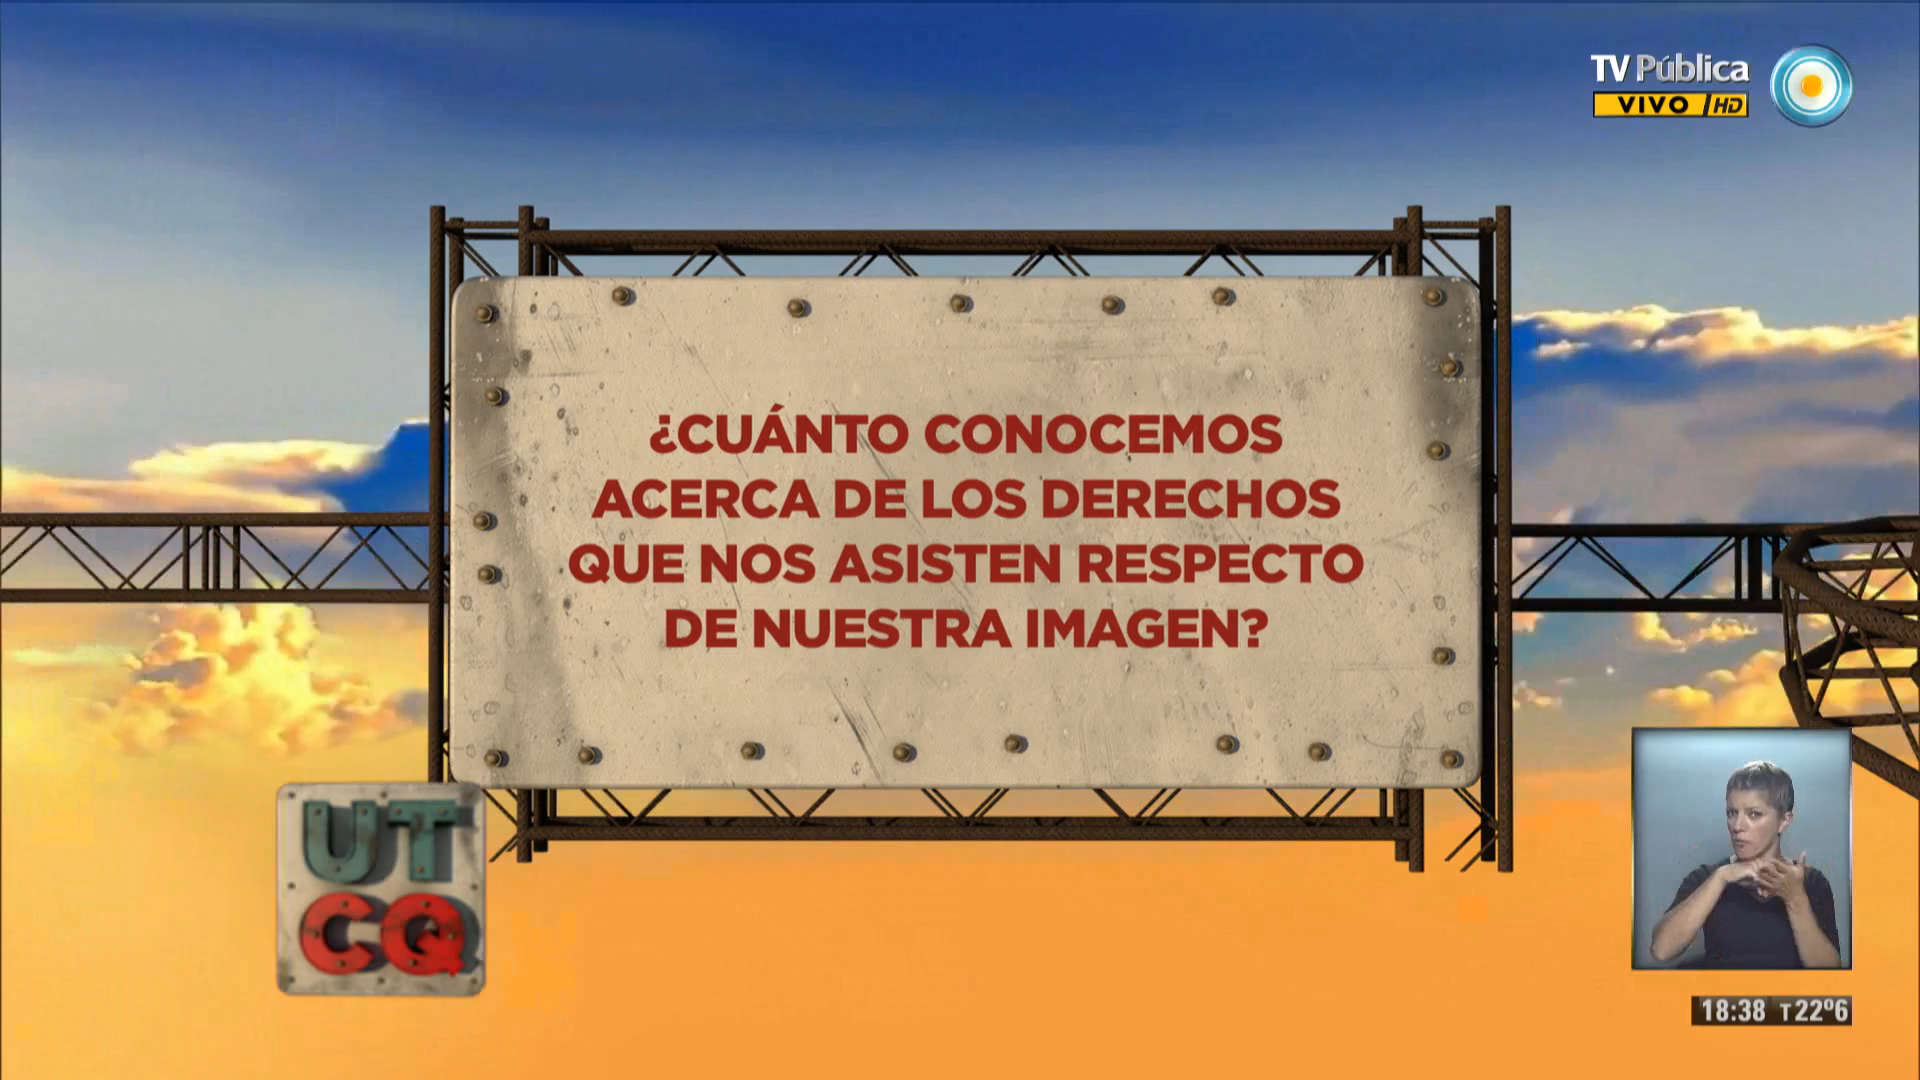 TV Pública
VIVO HD
¿CUÁNTO CONOCEMOS
ACERCA DE LOS DERECHOS
QUE NOS ASISTEN RESPECTO
DE NUESTRA IMAGEN?
UT
CQ
18:38 T22º6